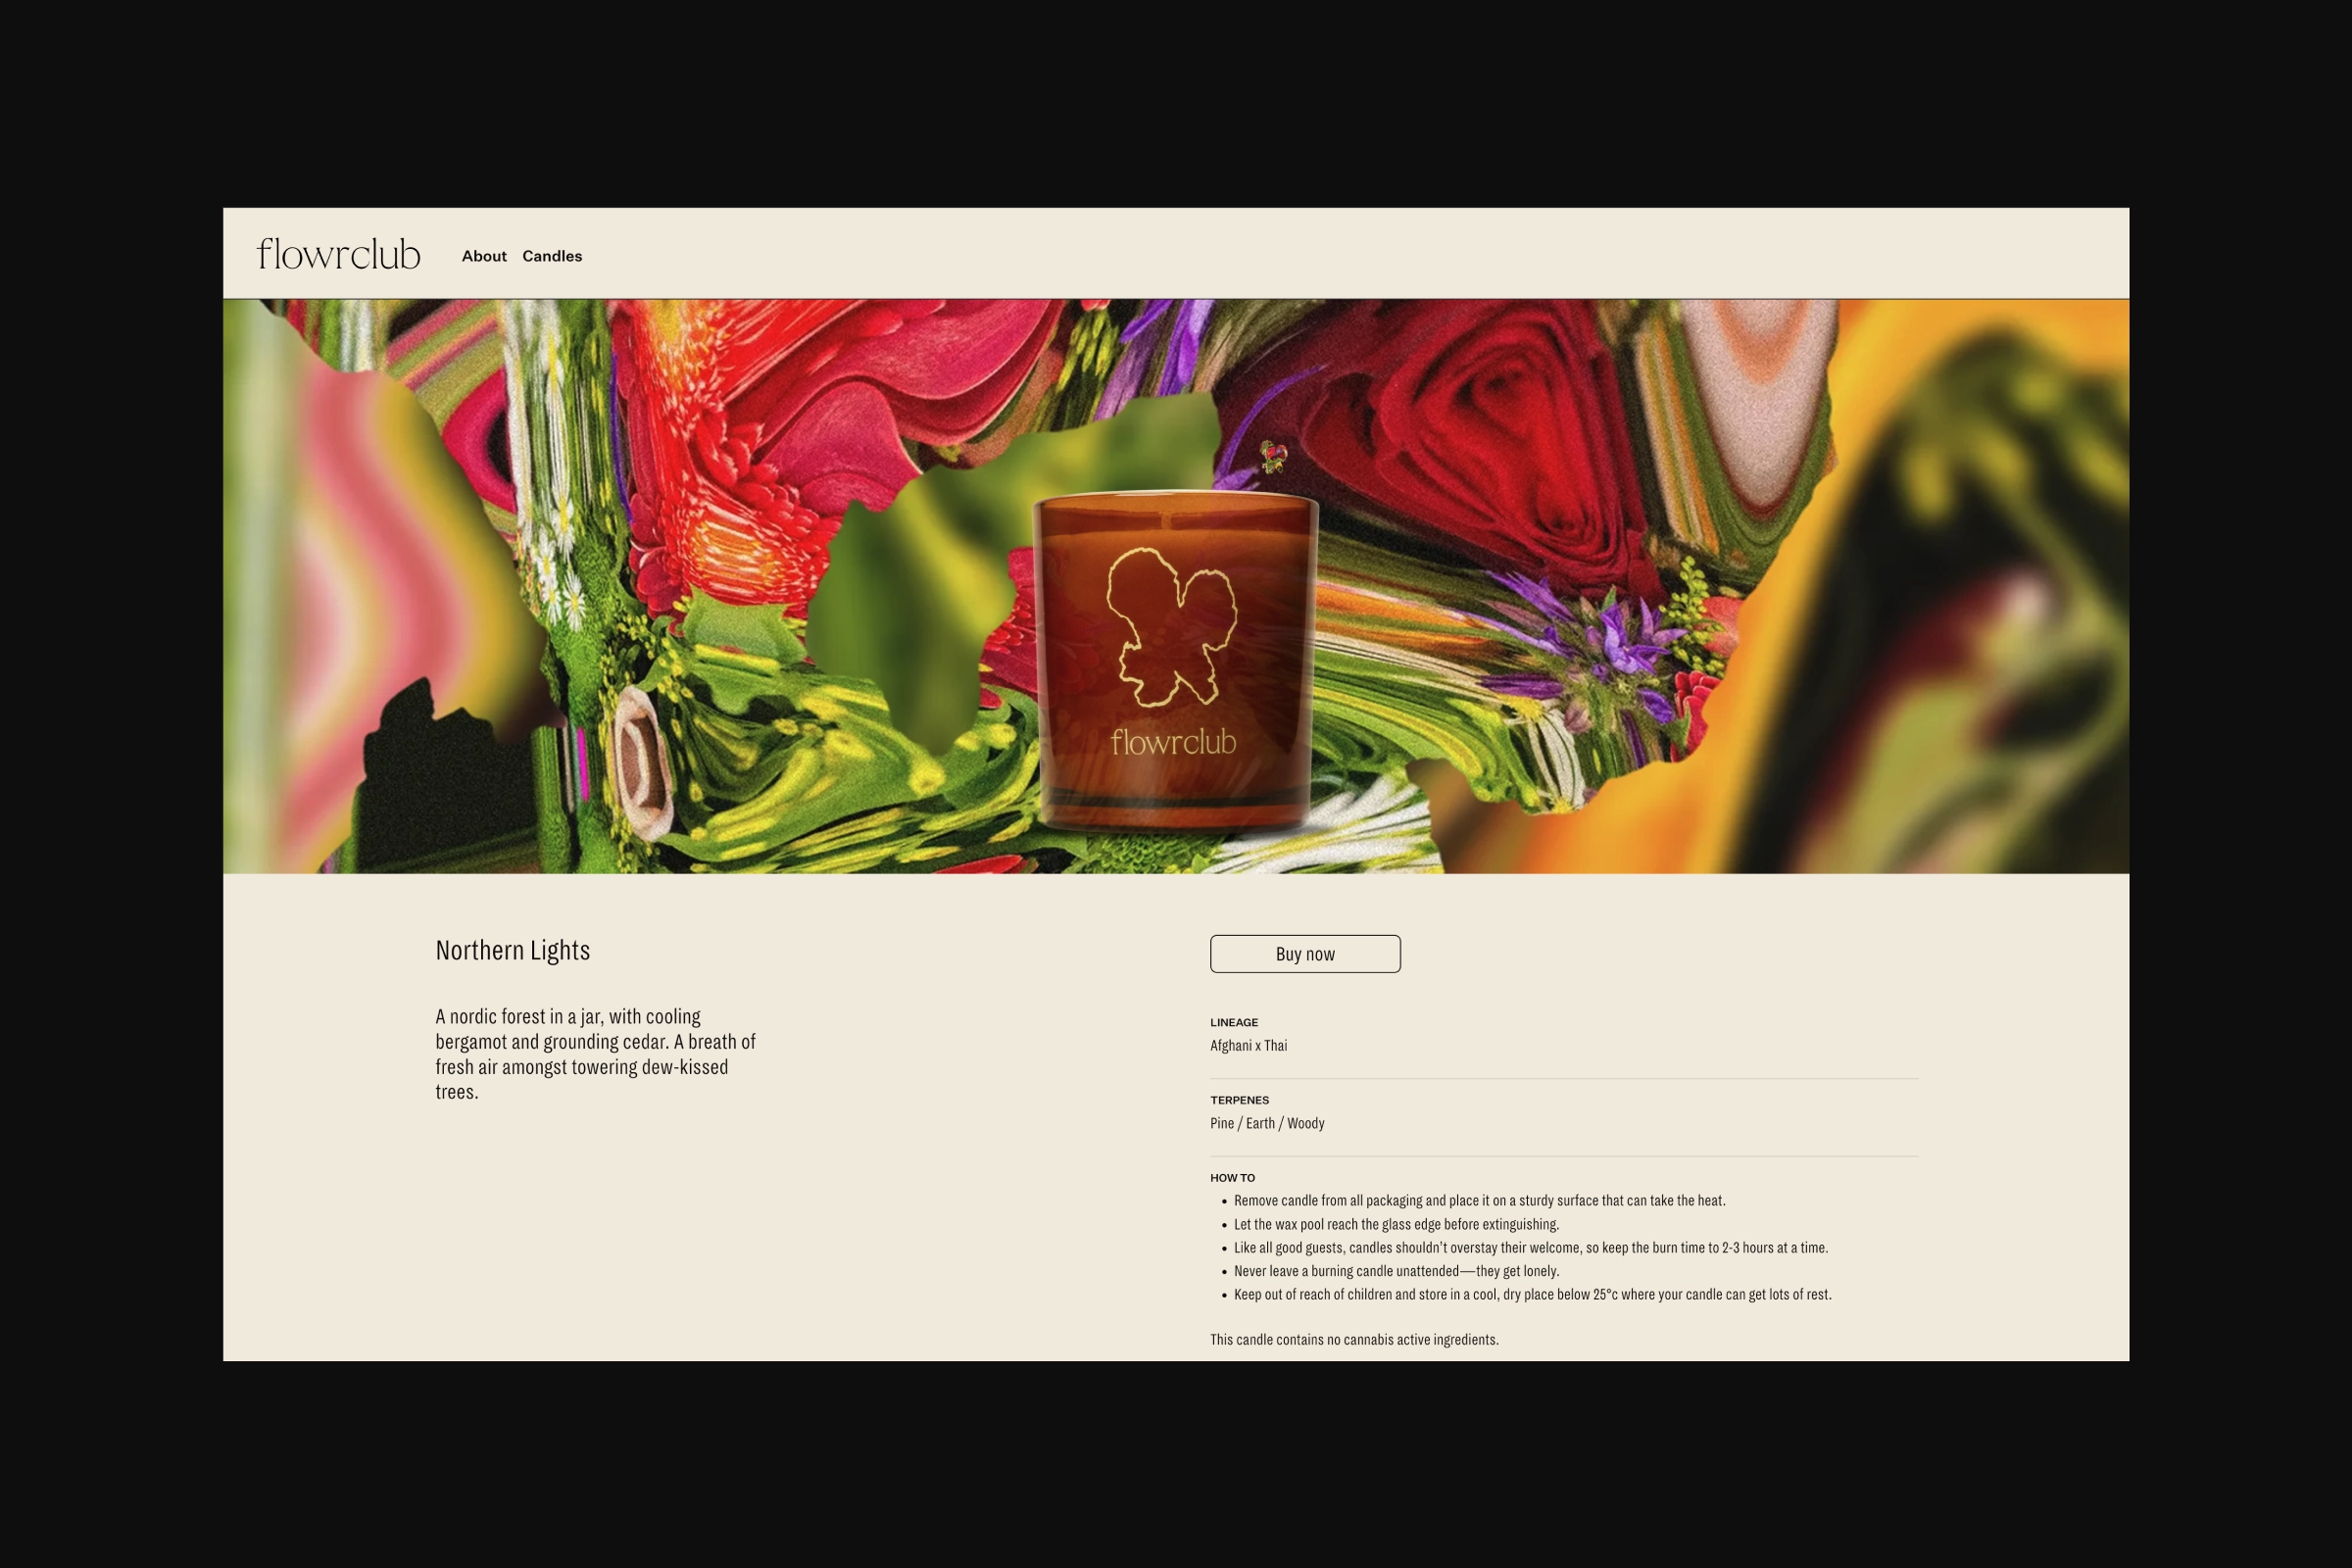 flowrclub
About Candles
flowrclub
Northern Lights
A nordic forest in a jar, with cooling
bergamot and grounding cedar. A breath of
fresh air amongst towering dew-kissed
trees.
Buy now
LINEAGE
Afghani x Thai
TERPENES
Pine / Earth / Woody
HOW TO
• Remove candle from all packaging and place it on a sturdy surface that can take the heat.
• Let the wax pool reach the glass edge before extinguishing.
• Like all good guests, candles shouldn't overstay their welcome, so keep the burn time to 2-3 hours at a time.
• Never leave a burning candle unattended—they get lonely.
• Keep out of reach of children and store in a cool, dry place below 25°c where your candle can get lots of rest.
This candle contains no cannabis active ingredients.